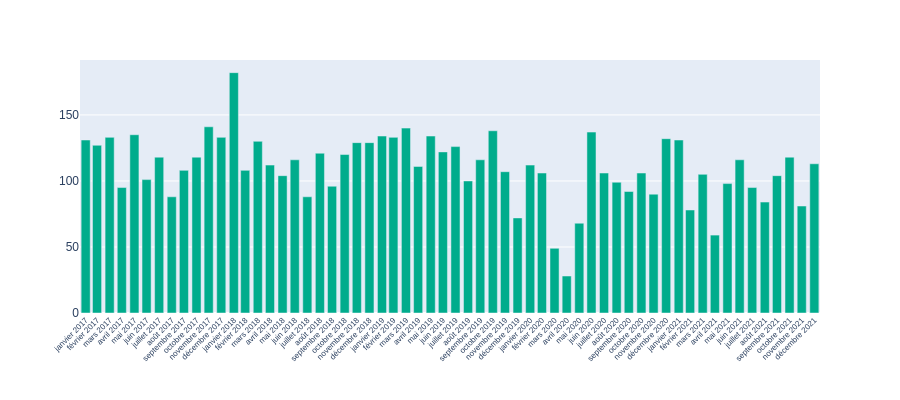 150
100
50
0
janvier 2017
février 2017
mars 2017
avril 2017
mai 2017
juin 2017
juillet 2017
août 2017
septembre 2017
octobre 2017
novembre 2017
décembre 2017
janvier 2018
février 2018
mars 2018
avril 2018
mai 2018
juin 2018
juillet 2018
août 2018
septembre 2018
octobre 2018
novembre 2018
décembre 2018
janvier 2019
février 2019
mars 2019
avril 2019
mai 2019
juin 2019
juillet 2019
août 2019
septembre 2019
octobre 2019
novembre 2019
décembre 2019
janvier 2020
février 2020
mars 2020
avril 2020
mai 2020
juin 2020
juillet 2020
août 2020
septembre 2020
octobre 2020
novembre 2020
décembre 2020
janvier 2021
février 2021
mars 2021
avril 2021
mai 2021
juin 2021
juillet 2021
août 2021
septembre 2021
octobre 2021
novembre 2021
décembre 2021